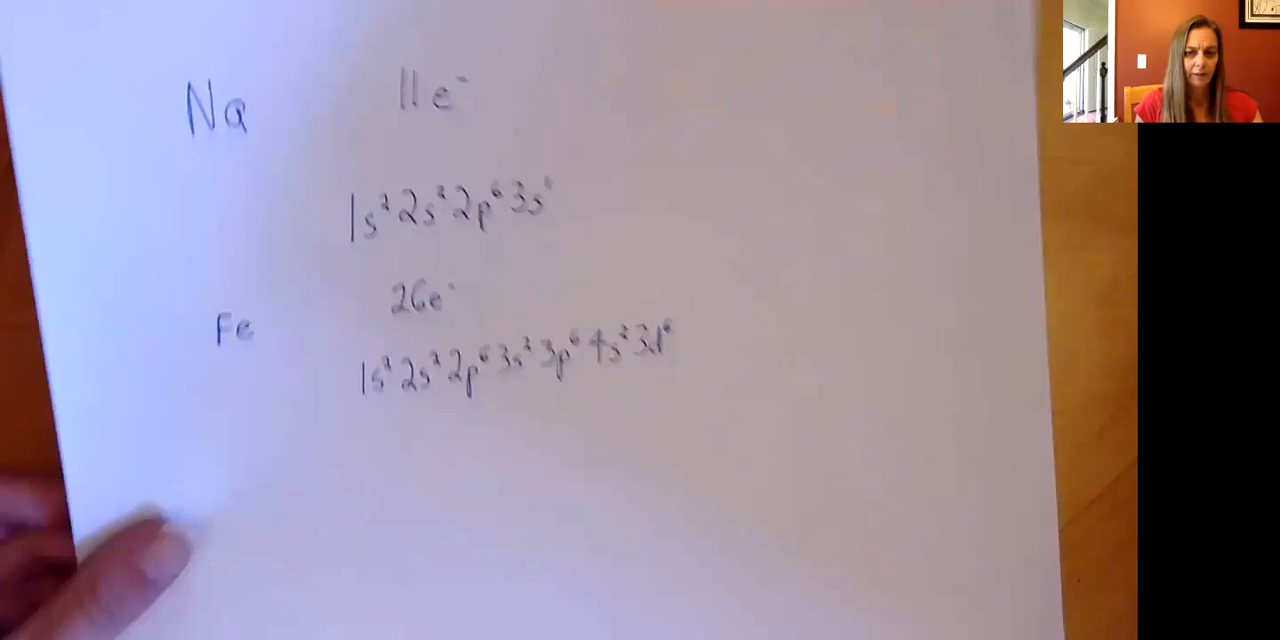 Na 11e⁻
1s²2s²2p⁶3s¹
26e⁻
Fe
1s²2s²2p⁶3s²3p⁶4s²3d⁶